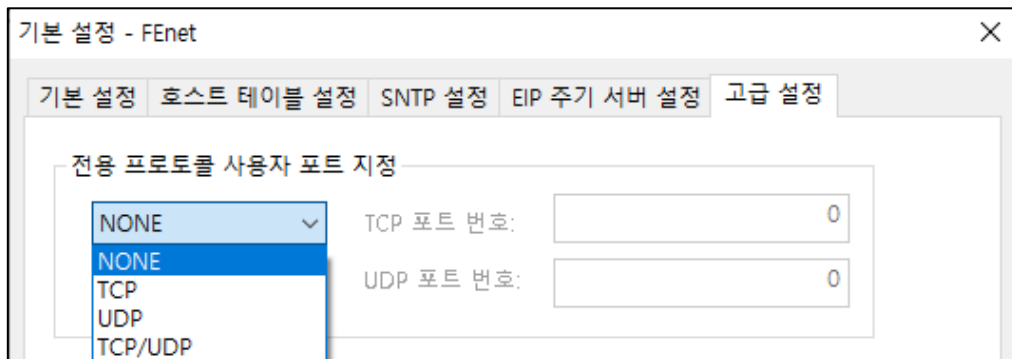 기본 설정 - FEnet
기본 설정 호스트 테이블 설정 SNTP 설정 EIP 주기 서버 설정 고급 설정
전용 프로토콜 사용자 포트 지정
NONE TCP 포트 번호: 0
NONE
UDP 포트 번호: 0
TCP
UDP
TCP/UDP